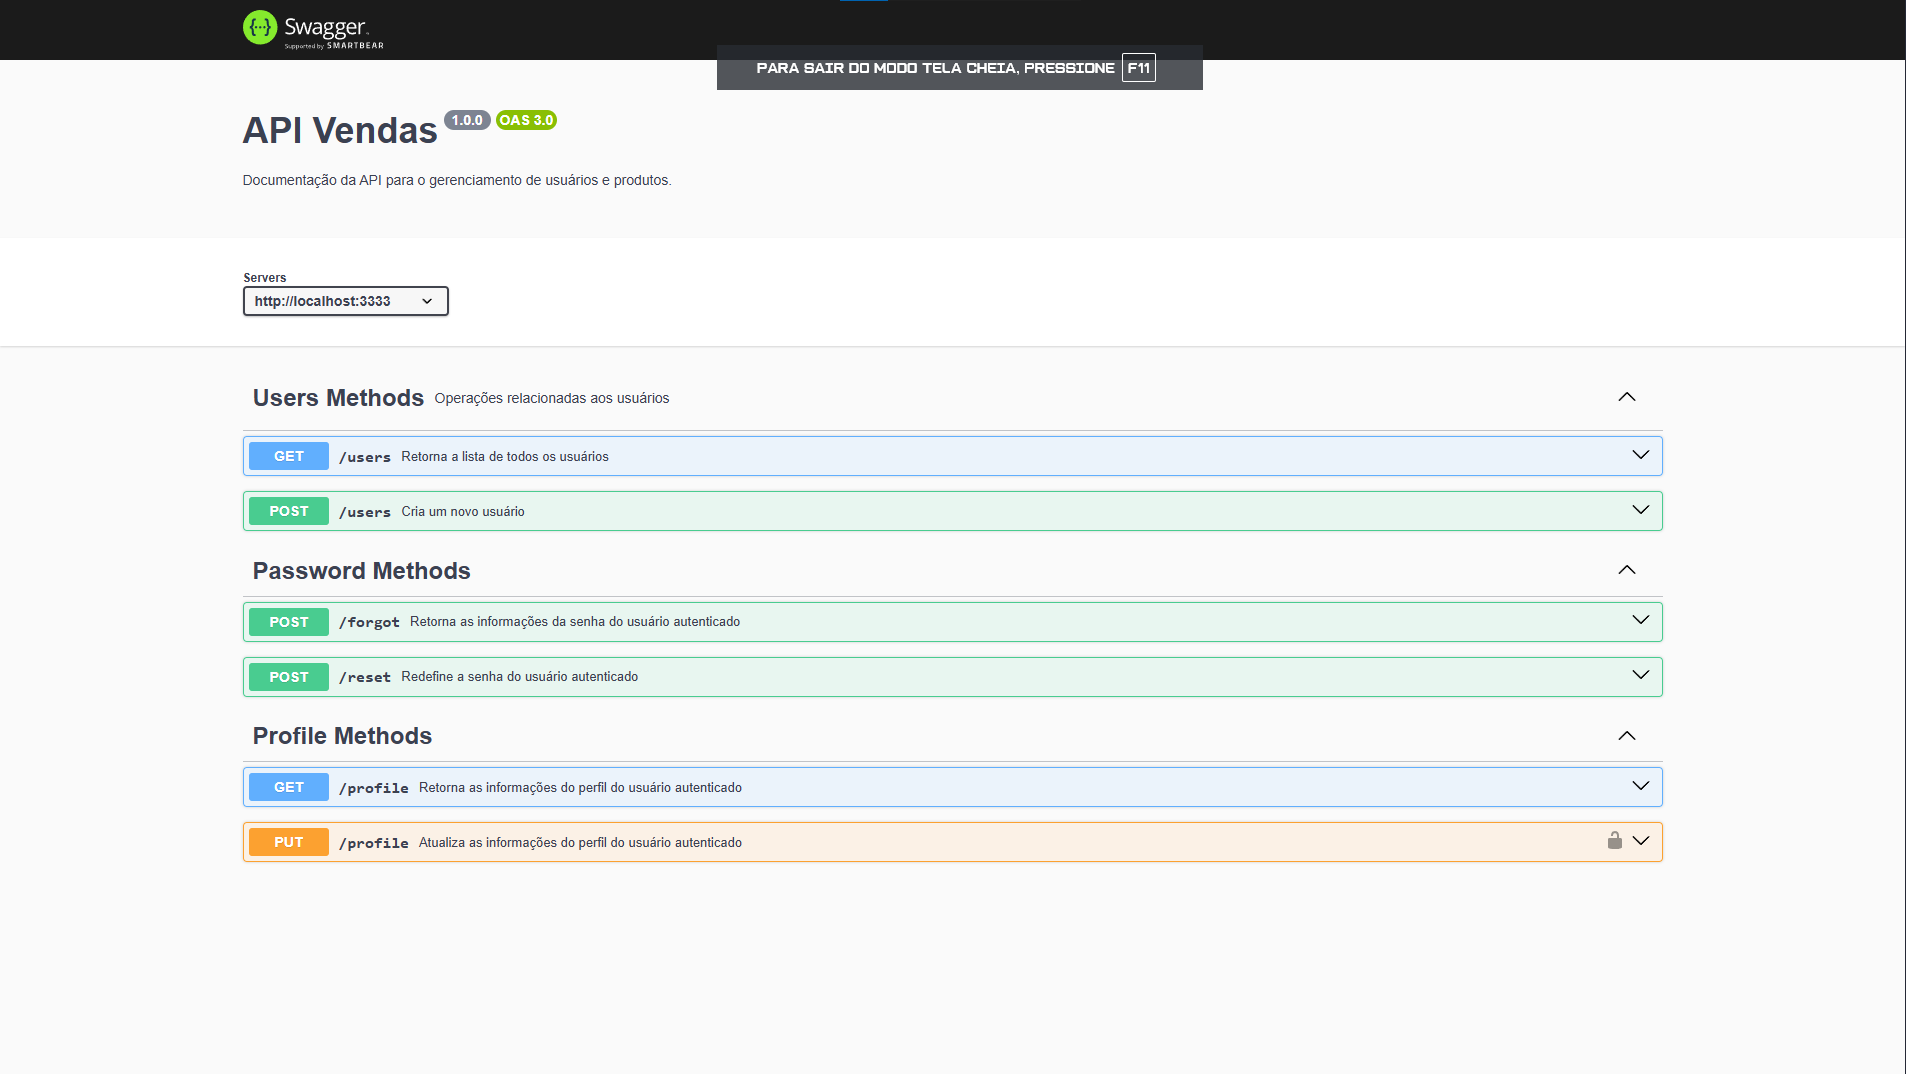 Swagger
Supported by SMARTBEAR
PARA SAIR DO MODO TELA CHEIA, PRESSIONE F11
API Vendas 1.0.0 OAS 3.0
Documentação da API para o gerenciamento de usuários e produtos.
Servers
http://localhost:3333
Users Methods Operações relacionadas aos usuários
GET /users Retorna a lista de todos os usuários
POST /users Cria um novo usuário
Password Methods
POST /forgot Retorna as informações da senha do usuário autenticado
POST /reset Redefine a senha do usuário autenticado
Profile Methods
GET /profile Retorna as informações do perfil do usuário autenticado
PUT /profile Atualiza as informações do perfil do usuário autenticado